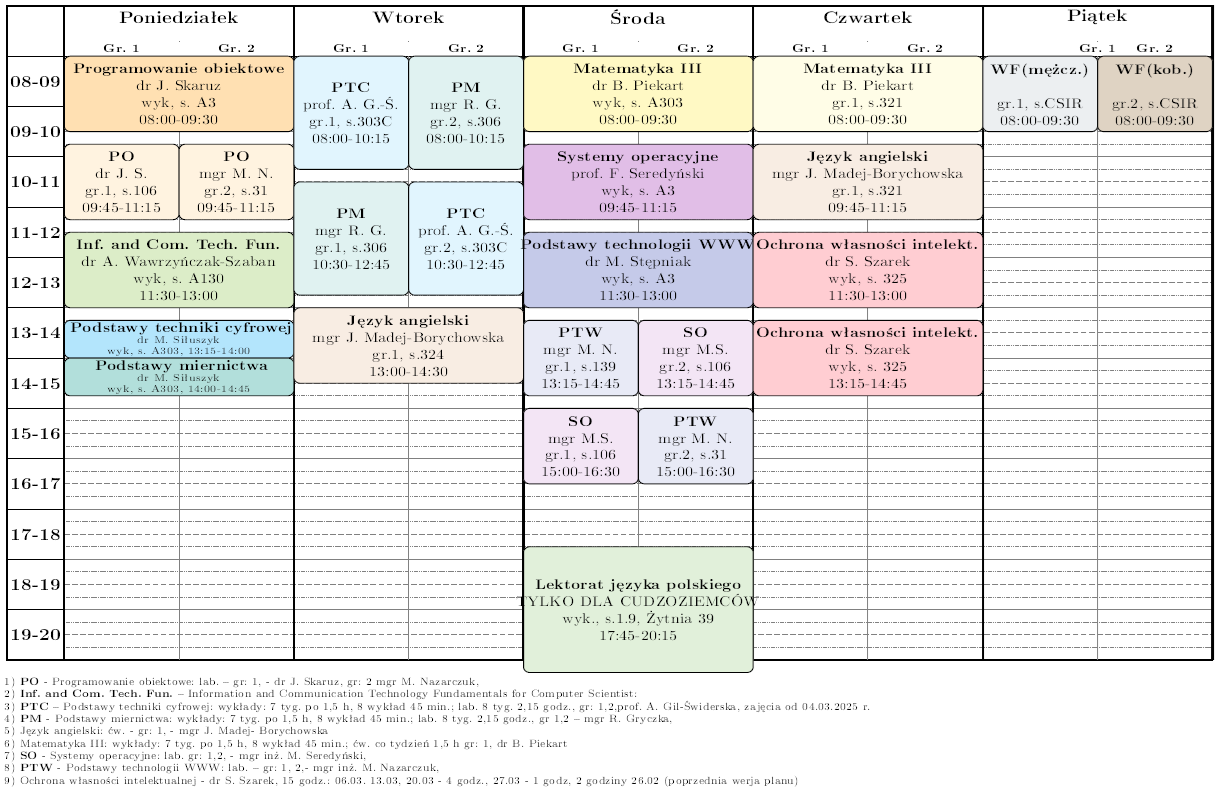 Poniedziałek
Wtorek
Środa
Czwartek
Piątek
Gr. 1
Gr. 2
Gr. 1
Gr. 2
Gr. 1
Gr. 2
Gr. 1
Gr. 2
Gr. 1
Gr. 2
08-09
09-10
10-11
11-12
12-13
13-14
14-15
15-16
16-17
17-18
18-19
19-20
Programowanie obiektowe
dr J. Skaruz
wyk, s. A3
08:00-09:30
PO
dr J. S.
gr.1, s.106
09:45-11:15
PO
mgr M. N.
gr.2, s.31
09:45-11:15
Inf. and Com. Tech. Fun.
dr A. Wawrzyńczak-Szaban
wyk, s. A130
11:30-13:00
Podstawy techniki cyfrowej
dr M. Siłuszyk
wyk, s. A303, 13:15-14:00
Podstawy miernictwa
dr M. Siłuszyk
wyk, s. A303, 14:00-14:45
PTC
prof. A. G.-Ś.
gr.1, s.303C
08:00-10:15
PM
mgr R. G.
gr.2, s.306
08:00-10:15
PM
mgr R. G.
gr.1, s.306
10:30-12:45
PTC
prof. A. G.-Ś.
gr.2, s.303C
10:30-12:45
Język angielski
mgr J. Madej-Borychowska
gr.1, s.324
13:00-14:30
Matematyka III
dr B. Piekart
wyk, s. A303
08:00-09:30
Systemy operacyjne
prof. F. Seredyński
wyk, s. A3
09:45-11:15
Podstawy technologii WWW
dr M. Stępniak
wyk, s. A3
11:30-13:00
PTW
mgr M. N.
gr.1, s.139
13:15-14:45
SO
mgr M.S.
gr.2, s.106
13:15-14:45
SO
mgr M.S.
gr.1, s.106
15:00-16:30
PTW
mgr M. N.
gr.2, s.31
15:00-16:30
Lektorat języka polskiego
TYLKO DLA CUDZOZIEMCÓW
wyk., s.1.9, Żytnia 39
17:45-20:15
Matematyka III
dr B. Piekart
gr.1, s.321
08:00-09:30
Język angielski
mgr J. Madej-Borychowska
gr.1, s.321
09:45-11:15
Ochrona własności intelekt.
dr S. Szarek
wyk, s. 325
11:30-13:00
Ochrona własności intelekt.
dr S. Szarek
wyk, s. 325
13:15-14:45
WF(mężcz.)
gr.1, s.CSIR
08:00-09:30
WF(kob.)
gr.2, s.CSIR
08:00-09:30
1) PO - Programowanie obiektowe: lab. – gr: 1, - dr J. Skaruz, gr: 2 mgr M. Nazarczuk,
2) Inf. and Com. Tech. Fun. – Information and Communication Technology Fundamentals for Computer Scientist:
3) PTC – Podstawy techniki cyfrowej: wykłady: 7 tyg. po 1,5 h, 8 wykład 45 min.; lab. 8 tyg. 2,15 godz., gr: 1,2,prof. A. Gil-Świderska, zajęcia od 04.03.2025 r.
4) PM - Podstawy miernictwa: wykłady: 7 tyg. po 1,5 h, 8 wykład 45 min.; lab. 8 tyg. 2,15 godz., gr 1,2 – mgr R. Gryczka,
5) Język angielski: ćw. - gr: 1, - mgr J. Madej- Borychowska
6) Matematyka III: wykłady: 7 tyg. po 1,5 h, 8 wykład 45 min.; ćw. co tydzień 1,5 h gr: 1, dr B. Piekart
7) SO - Systemy operacyjne: lab. gr: 1,2, - mgr inż. M. Seredyński,
8) PTW - Podstawy technologii WWW: lab. – gr: 1, 2,- mgr inż. M. Nazarczuk,
9) Ochrona własności intelektualnej - dr S. Szarek, 15 godz.: 06.03. 13.03, 20.03 - 4 godz., 27.03 - 1 godz, 2 godziny 26.02 (poprzednia werja planu)